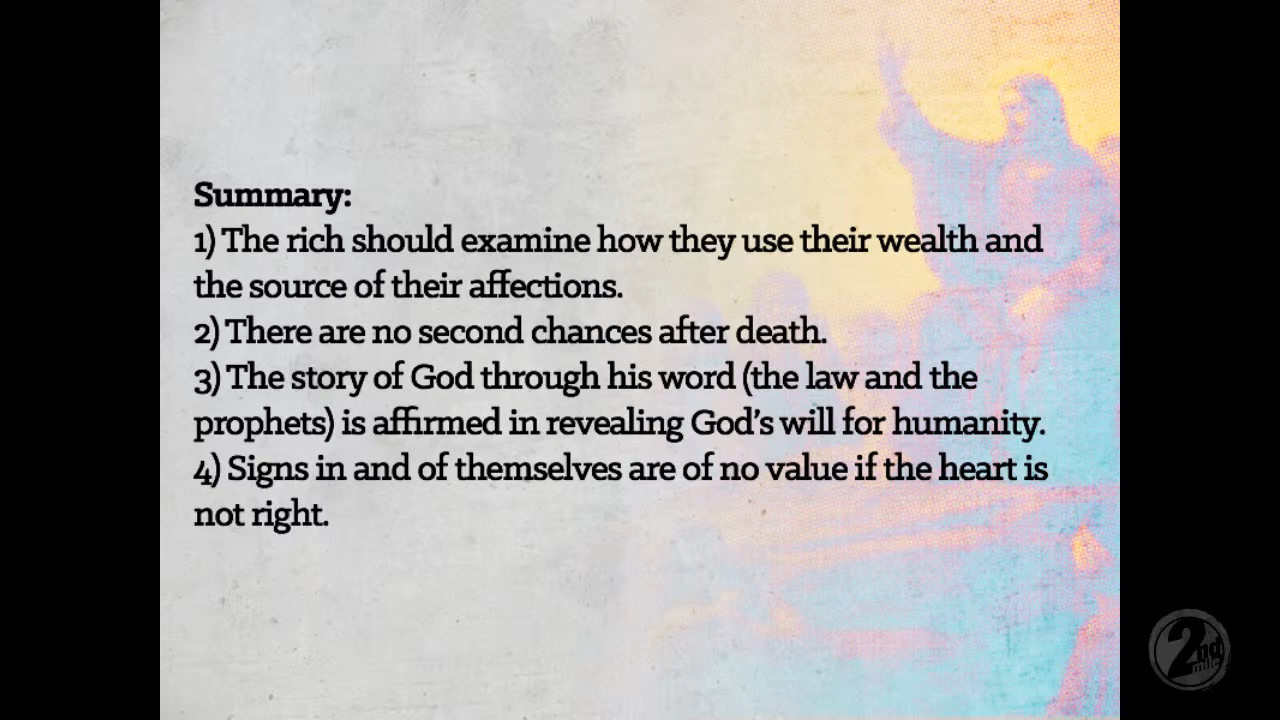 Summary:
1) The rich should examine how they use their wealth and
the source of their affections.
2) There are no second chances after death.
3) The story of God through his word (the law and the
prophets) is affirmed in revealing God's will for humanity.
4) Signs in and of themselves are of no value if the heart is
not right.
2nd
mile